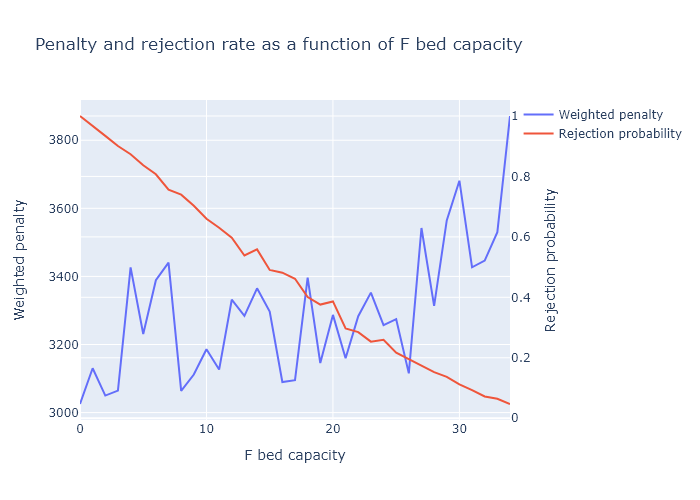 Penalty and rejection rate as a function of F bed capacity
Weighted penalty
Rejection probability
3800
3600
3400
3200
3000
Weighted penalty
1
0.8
0.6
0.4
0.2
0
Rejection probability
0
10
20
30
F bed capacity